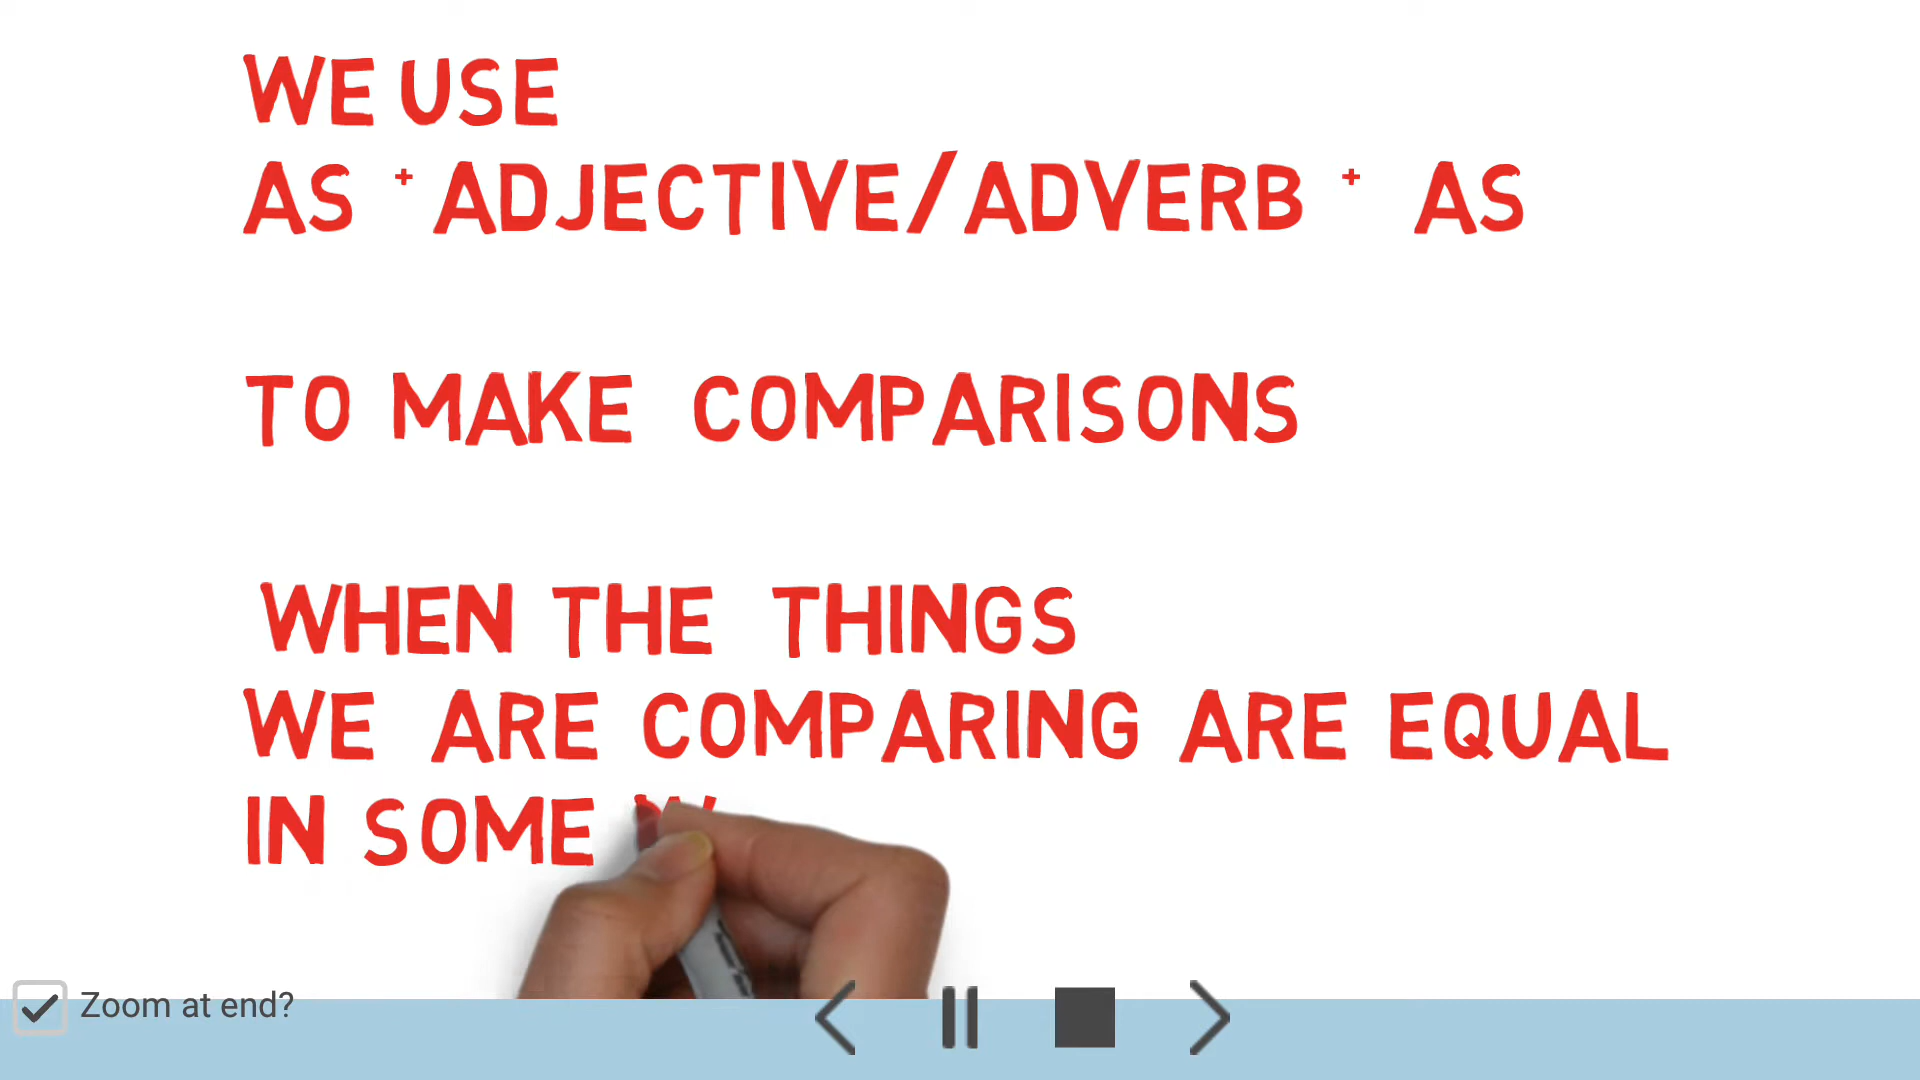 WE USE
AS + ADJECTIVE/ADVERB + AS
TO MAKE COMPARISONS
WHEN THE THINGS
WE ARE COMPARING ARE EQUAL
IN SOME
Zoom at end?